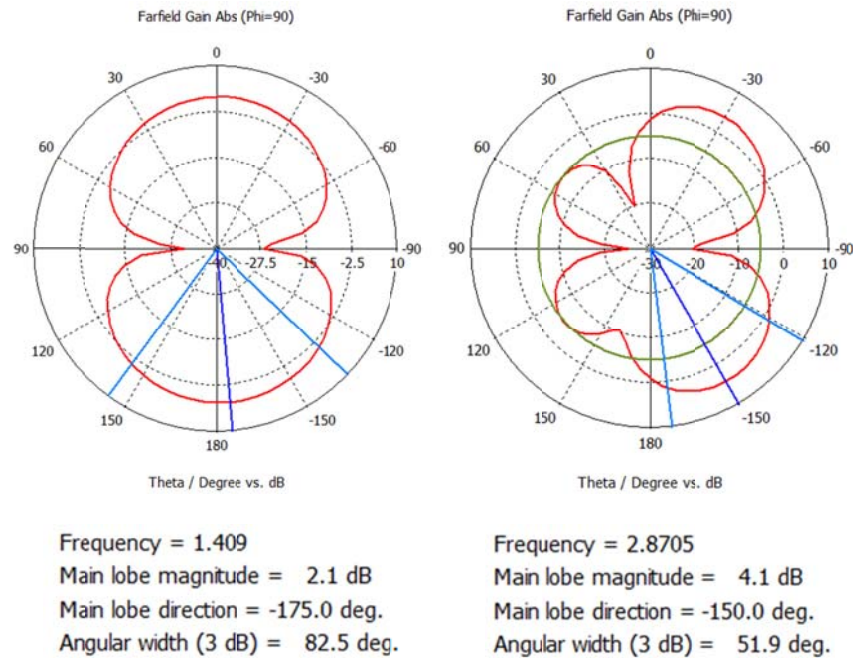 Farfield Gain Abs (Phi=90)
0
30 -30
60 -60
90 -40 -27.5 -2.5 10 -90
120 -120
150 -150
180
Theta / Degree vs. dB
Frequency = 1.409
Main lobe magnitude = 2.1 dB
Main lobe direction = -175.0 deg.
Angular width (3 dB) = 82.5 deg.
Farfield Gain Abs (Phi=90)
0
30 -30
60 -60
90 -30 -20 -10 0 10 -90
120 -120
150 -150
180
Theta / Degree vs. dB
Frequency = 2.8705
Main lobe magnitude = 4.1 dB
Main lobe direction = -150.0 deg.
Angular width (3 dB) = 51.9 deg.